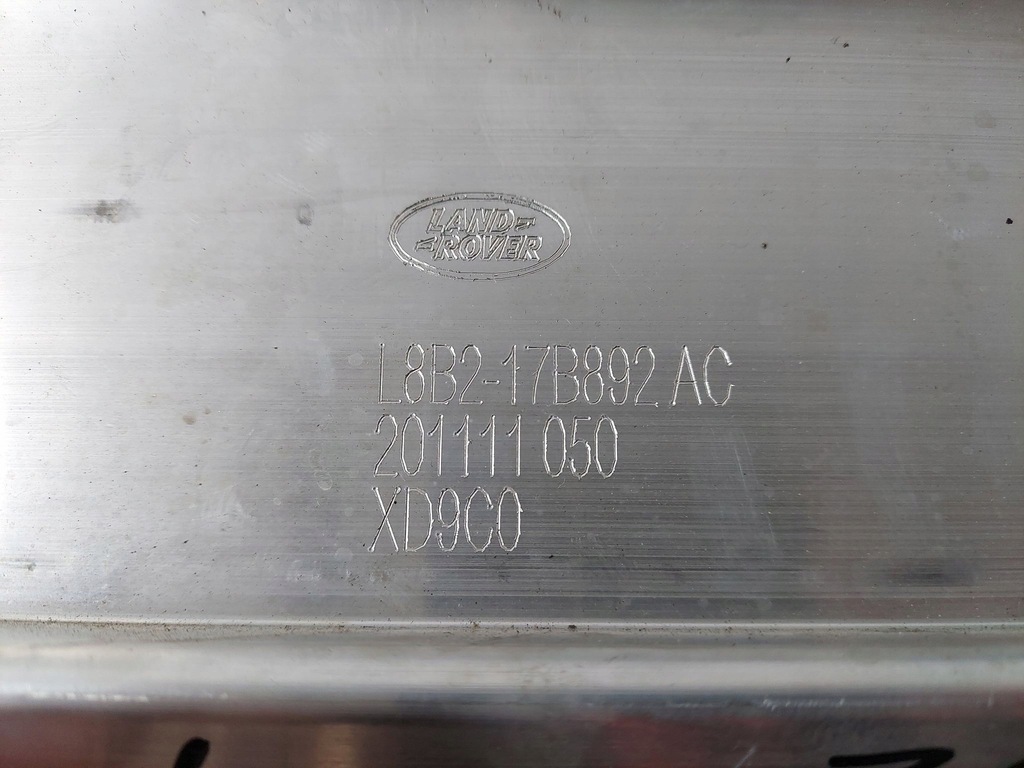 LAND
ROVER
L8B2-17B892 AC
201111 050
XD9C0